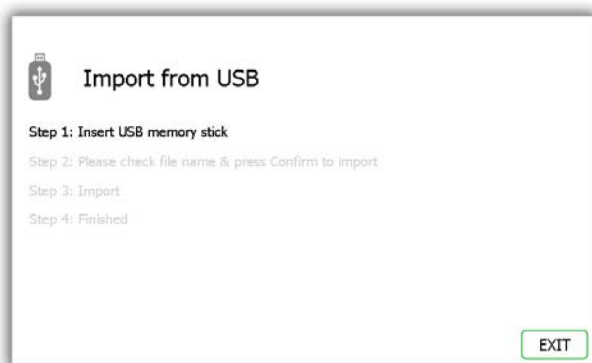 Import from USB
Step 1: Insert USB memory stick
Step 2: Please check file name & press Confirm to import
Step 3: Import
Step 4: Finished
EXIT